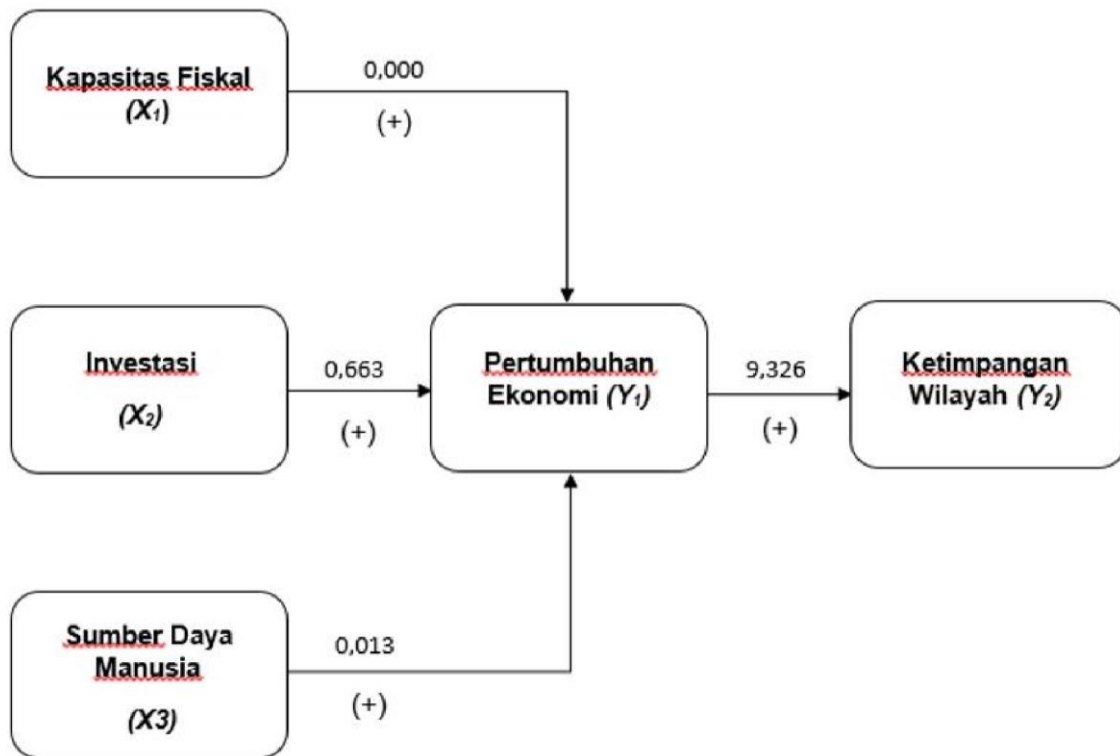 Kapasitas Fiskal
(X₁)
0,000
(+)
Investasi
(X₂)
0,663
(+)
Pertumbuhan
Ekonomi (Y₁)
9,326
(+)
Ketimpangan
Wilayah (Y₂)
Sumber Daya
Manusia
(X3)
0,013
(+)